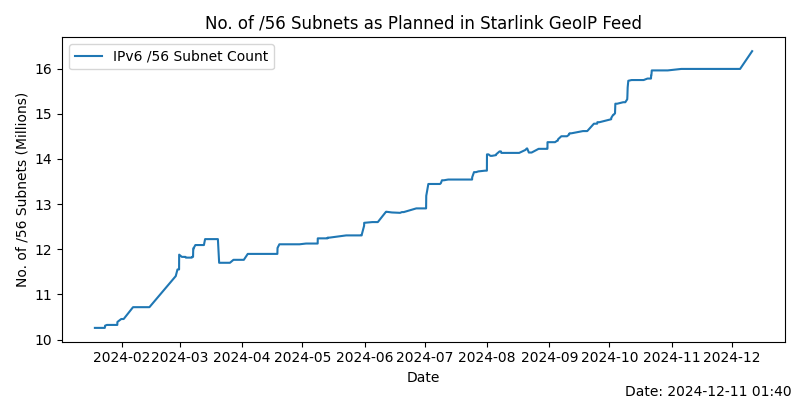 No. of /56 Subnets as Planned in Starlink GeoIP Feed
IPv6 /56 Subnet Count
No. of /56 Subnets (Millions)
16
15
14
13
12
11
10
2024-02 2024-03 2024-04 2024-05 2024-06 2024-07 2024-08 2024-09 2024-10 2024-11 2024-12
Date
Date: 2024-12-11 01:40